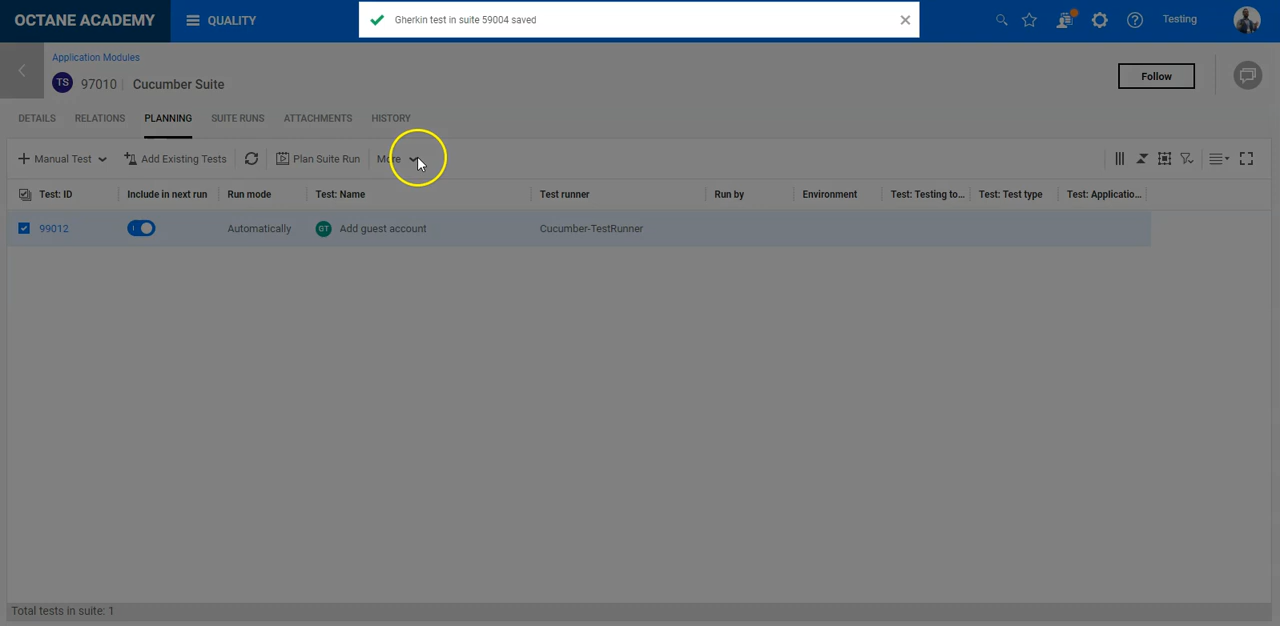 OCTANE ACADEMY
QUALITY
Gherkin test in suite 59004 saved
Testing
Application Modules
TS 97010 Cucumber Suite
Follow
DETAILS RELATIONS PLANNING SUITE RUNS ATTACHMENTS HISTORY
Manual Test Add Existing Tests Plan Suite Run More
Test: ID Include in next run Run mode Test: Name Test runner Run by Environment Test: Testing to... Test: Test type Test: Applicatio...
99012 Automatically GT Add guest account Cucumber-TestRunner
Total tests in suite: 1